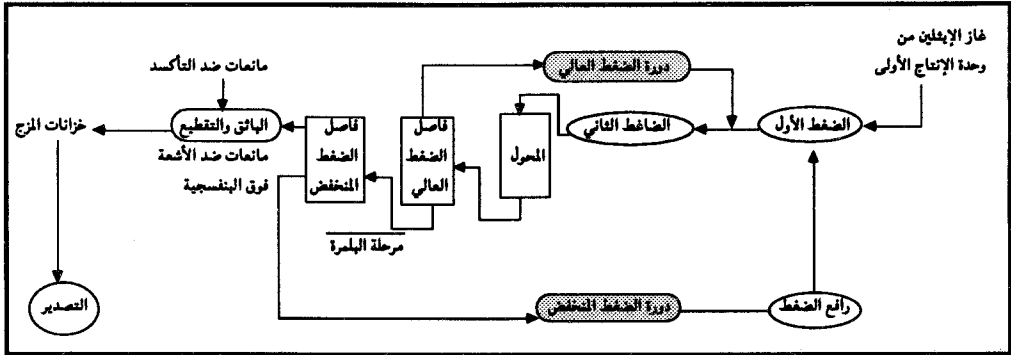 غاز الإيثلين من
وحدة الإنتاج الأولى
دورة الضغط العالي
مانعات ضد التأكسد
الضغط الأول
الضاغط الثاني
المحول
فاصل
الضغط
العالي
فاصل
الضغط
المنخفض
الباثق والتقطيع
خزانات المزج
مانعات ضد الأشعة
فوق البنفسجية
مرحلة البلمرة
دورة الضغط المنخفض
رافع الضغط
التصدير